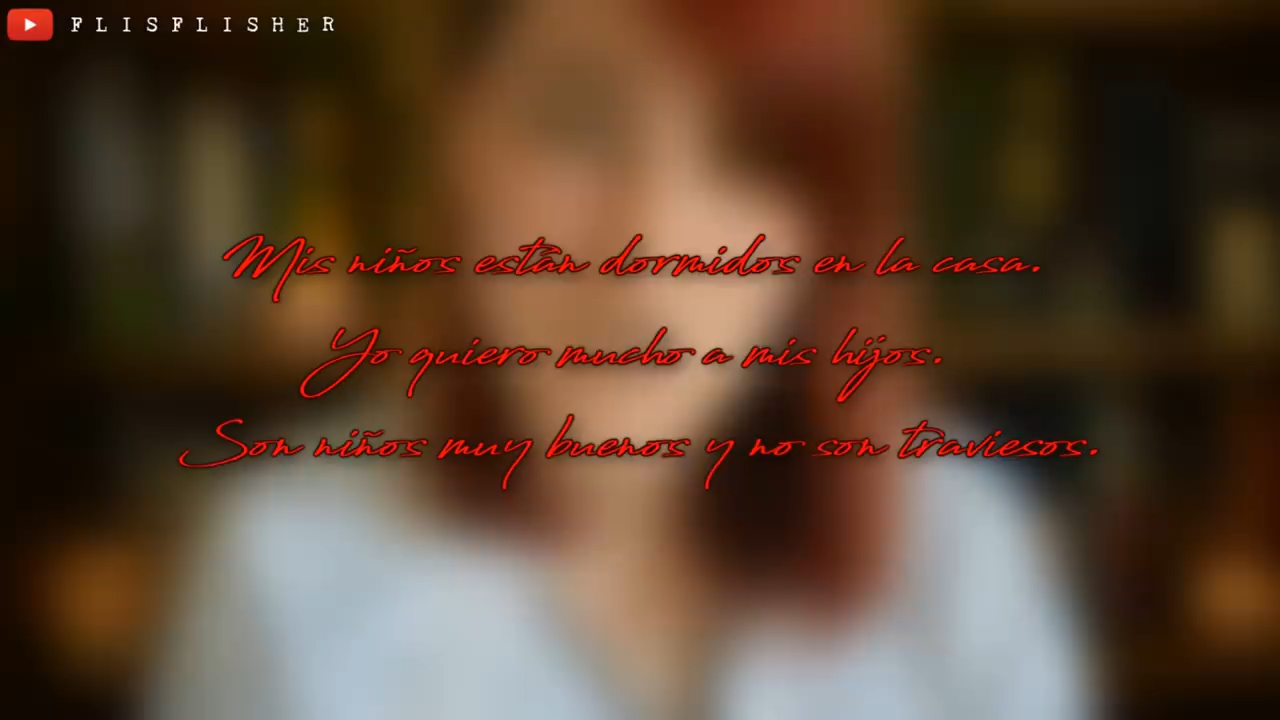 FLISFLISHER
Mis niños están dormidos en la casa.
Yo quiero mucho a mis hijos.
Son niños muy buenos y no son traviesos.